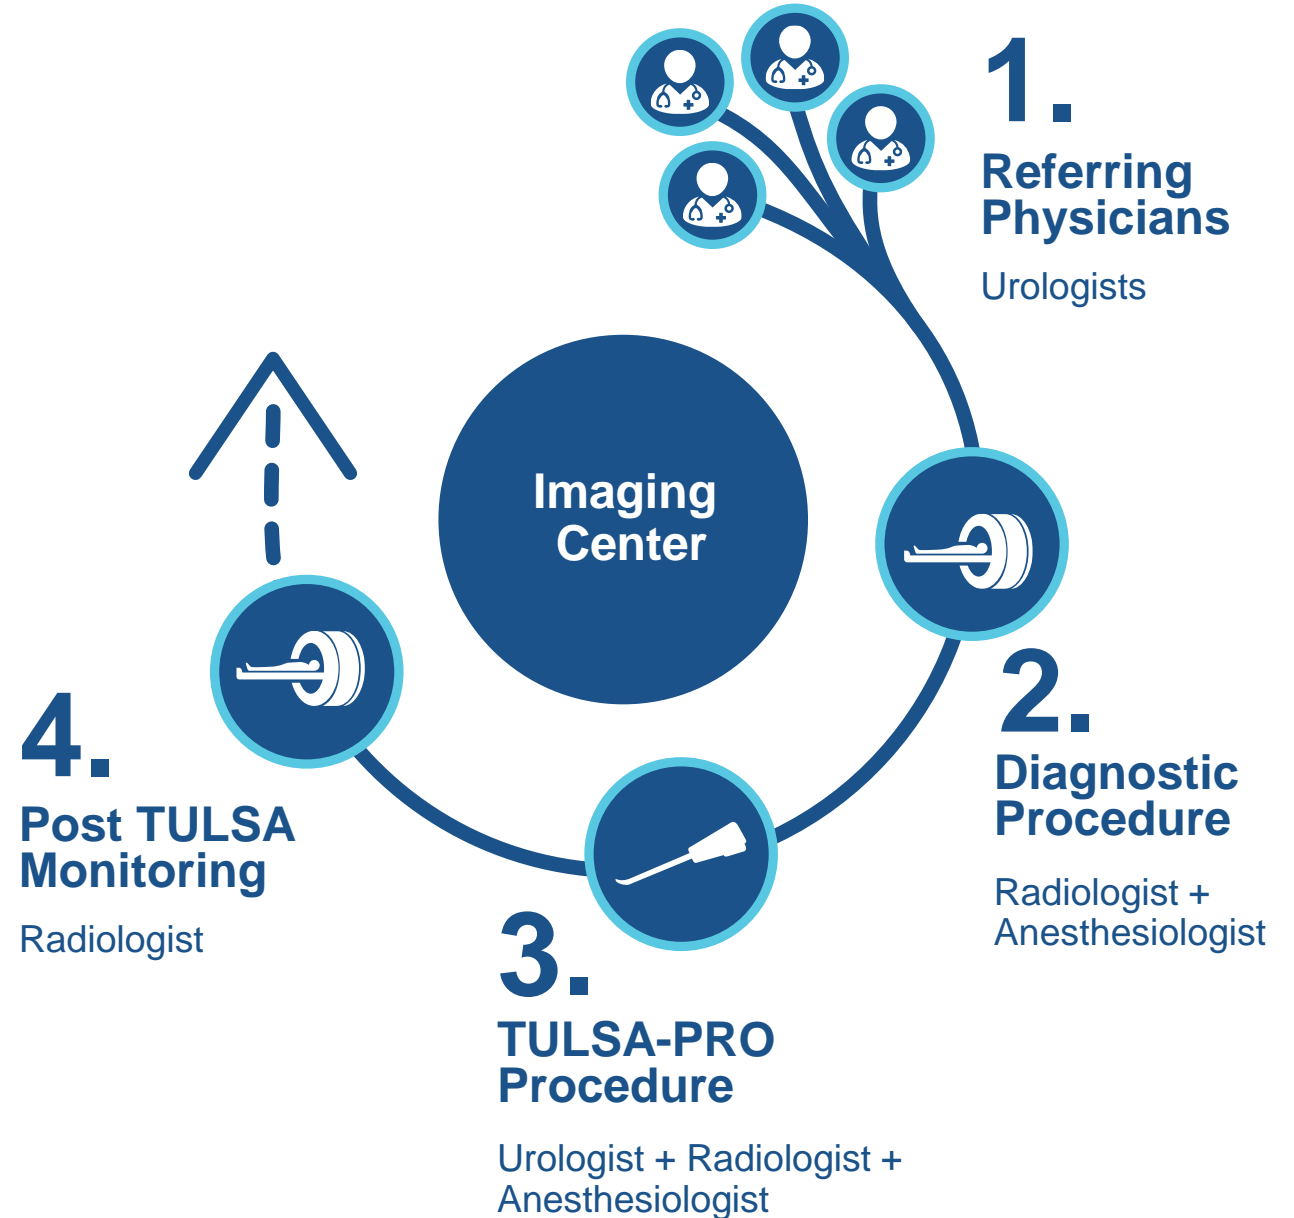 1.
Referring
Physicians
Urologists
Imaging
Center
2.
Diagnostic
Procedure
Radiologist +
Anesthesiologist
3.
TULSA-PRO
Procedure
Urologist + Radiologist +
Anesthesiologist
4.
Post TULSA
Monitoring
Radiologist